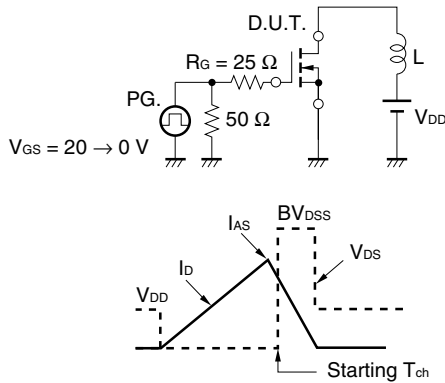 D.U.T.
L
RG = 25 Ω
PG.
50 Ω
VDD
VGS = 20 → 0 V
BVDSS
IAS
VDS
ID
VDD
Starting Tch